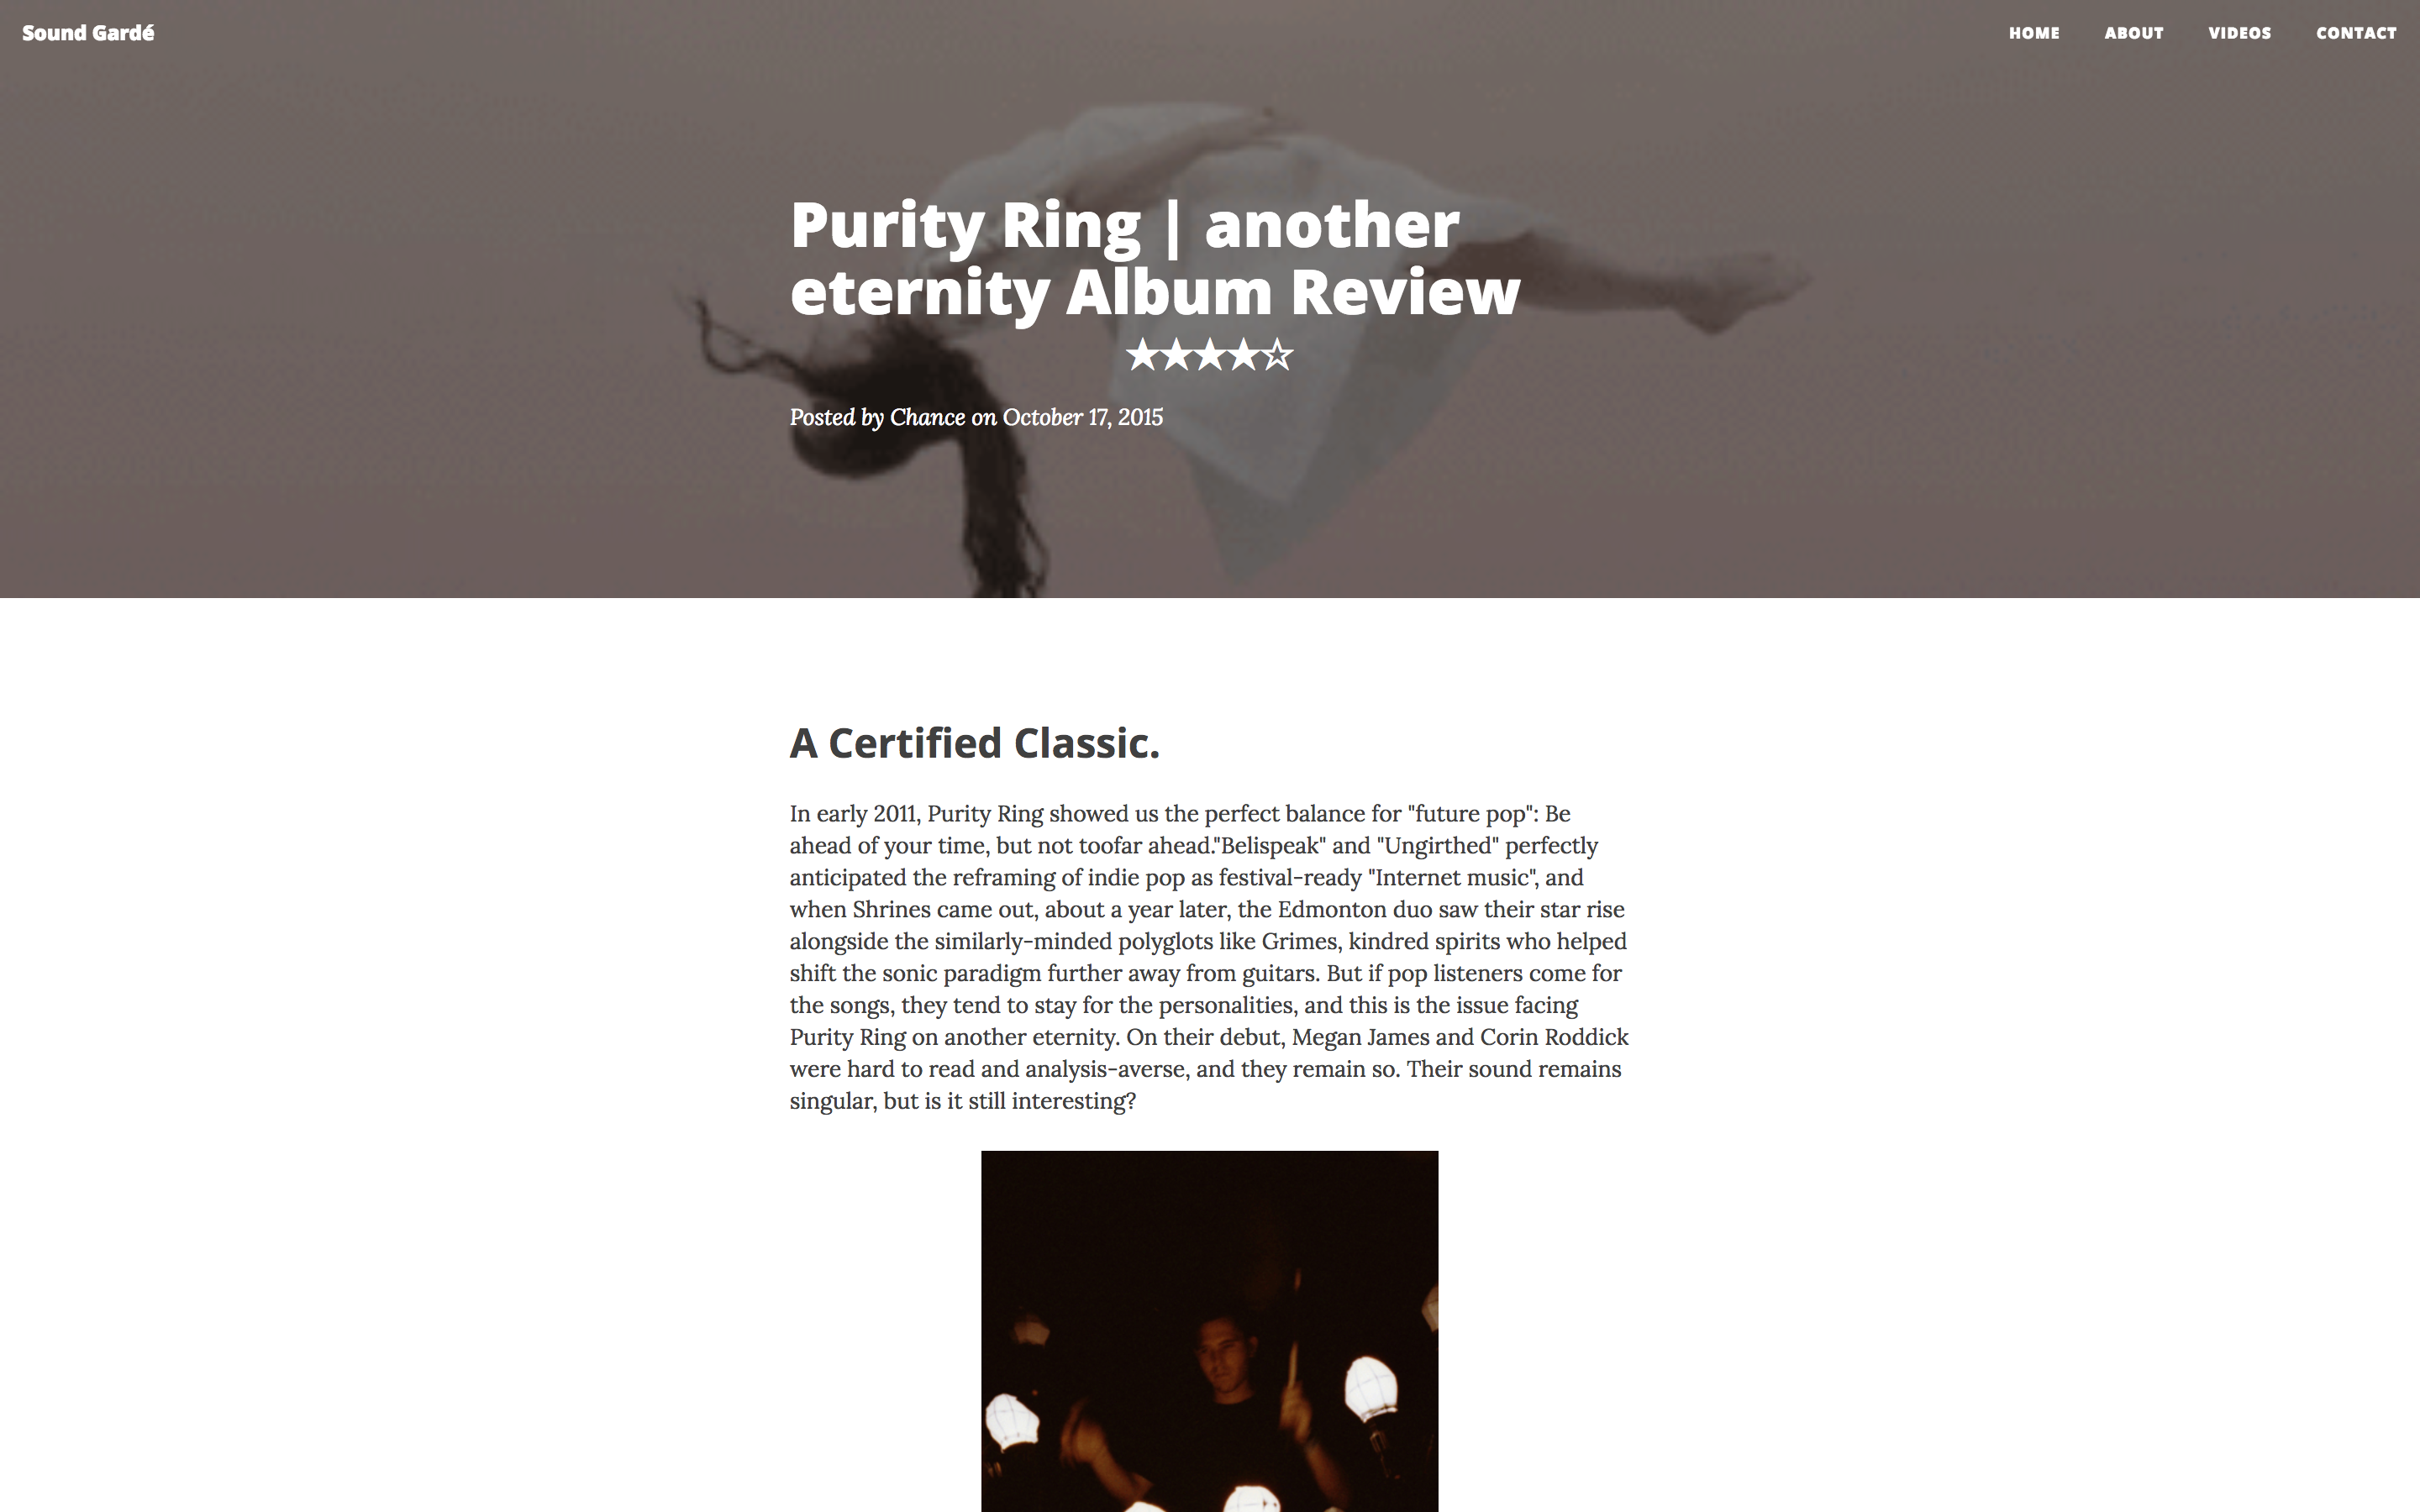 Sound Gardé
HOME ABOUT VIDEOS CONTACT
Purity Ring | another
eternity Album Review
★★★★☆
Posted by Chance on October 17, 2015
A Certified Classic.
In early 2011, Purity Ring showed us the perfect balance for "future pop": Be
ahead of your time, but not toofar ahead."Belispeak" and "Ungirthed" perfectly
anticipated the reframing of indie pop as festival-ready "Internet music", and
when Shrines came out, about a year later, the Edmonton duo saw their star rise
alongside the similarly-minded polyglots like Grimes, kindred spirits who helped
shift the sonic paradigm further away from guitars. But if pop listeners come for
the songs, they tend to stay for the personalities, and this is the issue facing
Purity Ring on another eternity. On their debut, Megan James and Corin Roddick
were hard to read and analysis-averse, and they remain so. Their sound remains
singular, but is it still interesting?